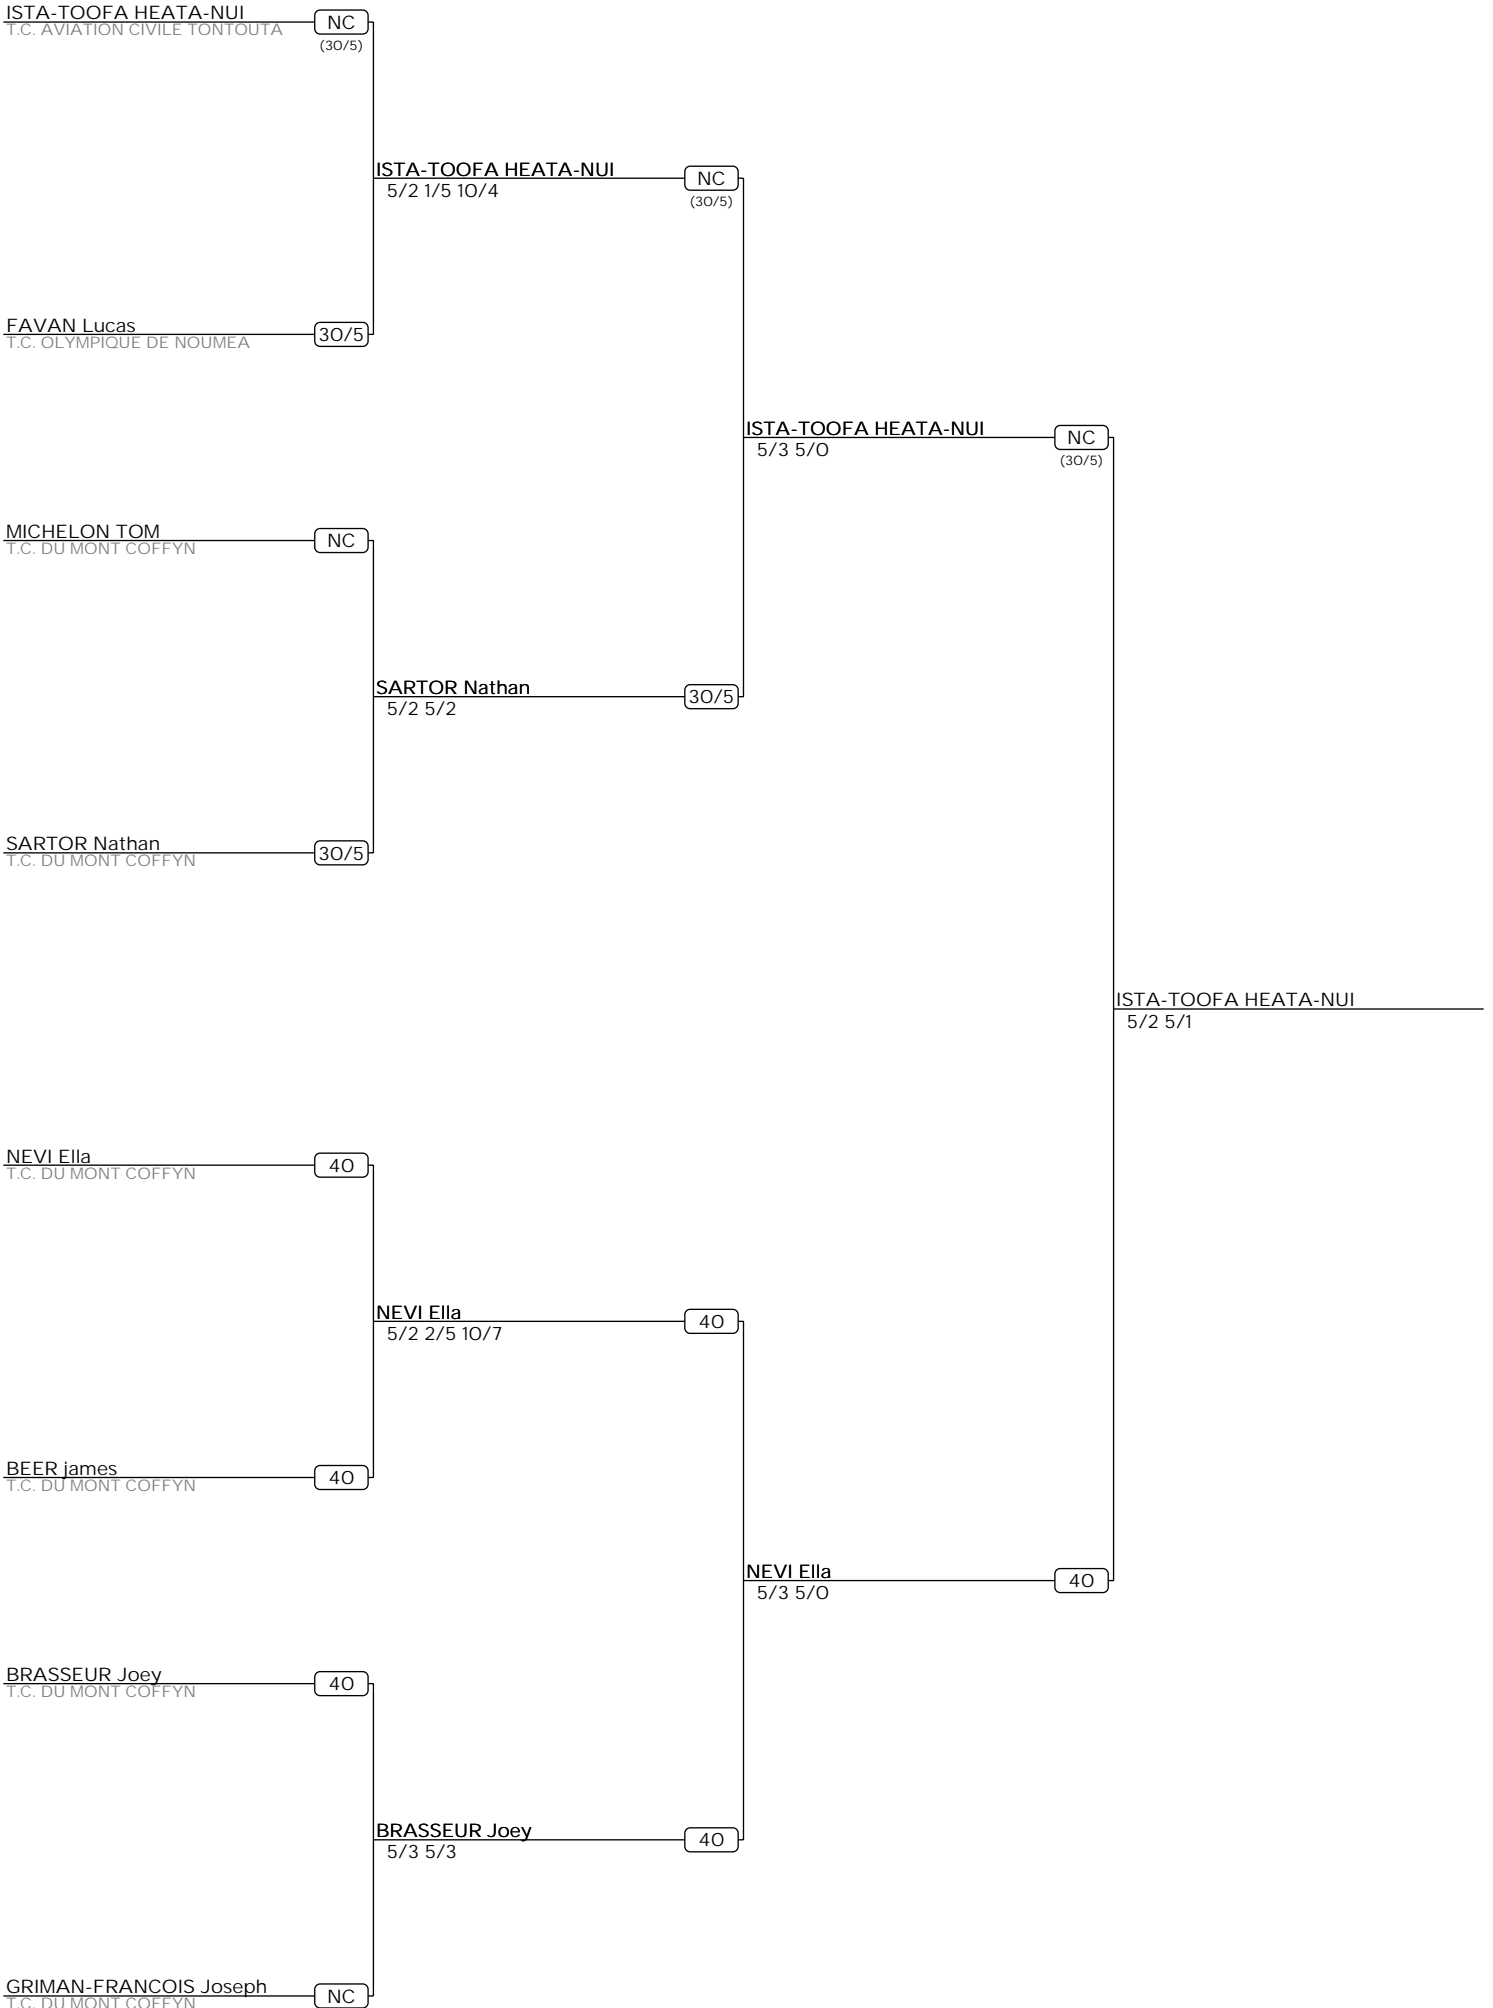 ISTA-TOOFA HEATA-NUI
T.C. AVIATION CIVILE TONTOUTA
NC
(30/5)
ISTA-TOOFA HEATA-NUI
5/2 1/5 10/4
NC
(30/5)
FAVAN Lucas
T.C. OLYMPIQUE DE NOUMEA
30/5
ISTA-TOOFA HEATA-NUI
5/3 5/0
NC
(30/5)
MICHELON TOM
T.C. DU MONT COFFYN
NC
SARTOR Nathan
5/2 5/2
30/5
SARTOR Nathan
T.C. DU MONT COFFYN
30/5
ISTA-TOOFA HEATA-NUI
5/2 5/1
NEVI Ella
T.C. DU MONT COFFYN
40
NEVI Ella
5/2 2/5 10/7
40
BEER james
T.C. DU MONT COFFYN
40
NEVI Ella
5/3 5/0
40
BRASSEUR Joey
T.C. DU MONT COFFYN
40
BRASSEUR Joey
5/3 5/3
40
GRIMAN-FRANCOIS Joseph
T.C. DU MONT COFFYN
NC